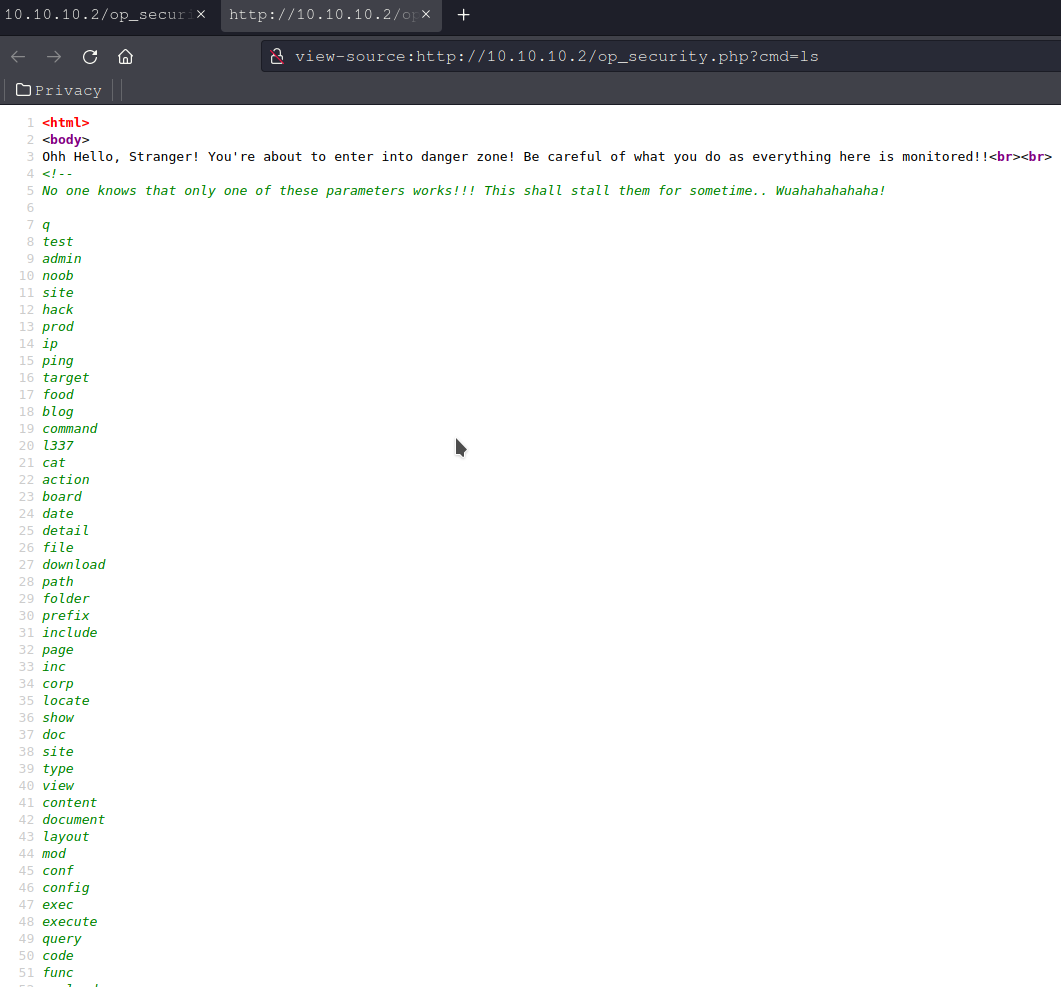 10.10.10.2/op_securi
http://10.10.10.2/op
view-source:http://10.10.10.2/op_security.php?cmd=ls
Privacy
1 <html>
2 <body>
3 Ohh Hello, Stranger! You're about to enter into danger zone! Be careful of what you do as everything here is monitored!!<br><br>
4 <!--
5 No one knows that only one of these parameters works!!! This shall stall them for sometime.. Wuahahahahaha!
6
7 q
8 test
9 admin
10 noob
11 site
12 hack
13 prod
14 ip
15 ping
16 target
17 food
18 blog
19 command
20 l337
21 cat
22 action
23 board
24 date
25 detail
26 file
27 download
28 path
29 folder
30 prefix
31 include
32 page
33 inc
34 corp
35 locate
36 show
37 doc
38 site
39 type
40 view
41 content
42 document
43 layout
44 mod
45 conf
46 config
47 exec
48 execute
49 query
50 code
51 func